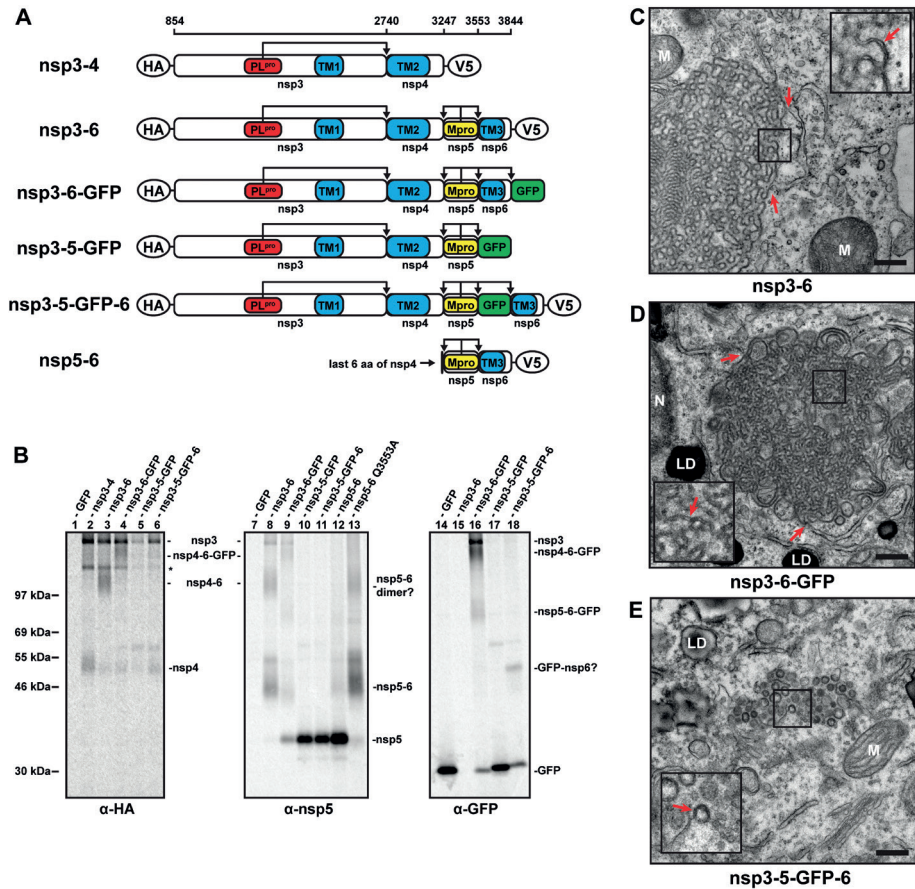 A
854 2740 3247 3553 3844
nsp3-4
HA PLpro TM1 TM2 V5
nsp3 nsp4
nsp3-6
HA PLpro TM1 TM2 Mpro TM3 V5
nsp3 nsp4 nsp5 nsp6
nsp3-6-GFP
HA PLpro TM1 TM2 Mpro TM3 GFP
nsp3 nsp4 nsp5 nsp6
nsp3-5-GFP
HA PLpro TM1 TM2 Mpro GFP
nsp3 nsp4 nsp5
nsp3-5-GFP-6
HA PLpro TM1 TM2 Mpro GFP TM3 V5
nsp3 nsp4 nsp5 nsp6
nsp5-6
last 6 aa of nsp4 Mpro TM3 V5
nsp5 nsp6
B
1 - GFP
2 - nsp3-4
3 - nsp3-6
4 - nsp3-6-GFP
5 - nsp3-5-GFP
6 - nsp3-5-GFP-6
- nsp3
- nsp4-6-GFP
*
- nsp4-6
-nsp4
97 kDa
69 kDa
55 kDa
46 kDa
30 kDa
α-HA
7 - GFP
8 - nsp3-6
9 - nsp3-6-GFP
10 - nsp3-5-GFP
11 - nsp3-5-GFP-6
12 - nsp5-6
13 - nsp5-6 Q3553A
nsp5-6
-dimer?
-nsp5-6
-nsp5
α-nsp5
14 - GFP
15 - nsp3-6
16 - nsp3-6-GFP
17 - nsp3-5-GFP
18 - nsp3-5-GFP-6
-nsp3
-nsp4-6-GFP
-nsp5-6-GFP
-GFP-nsp6?
-GFP
α-GFP
C
M
M
nsp3-6
D
N
LD
LD
nsp3-6-GFP
E
LD
M
nsp3-5-GFP-6